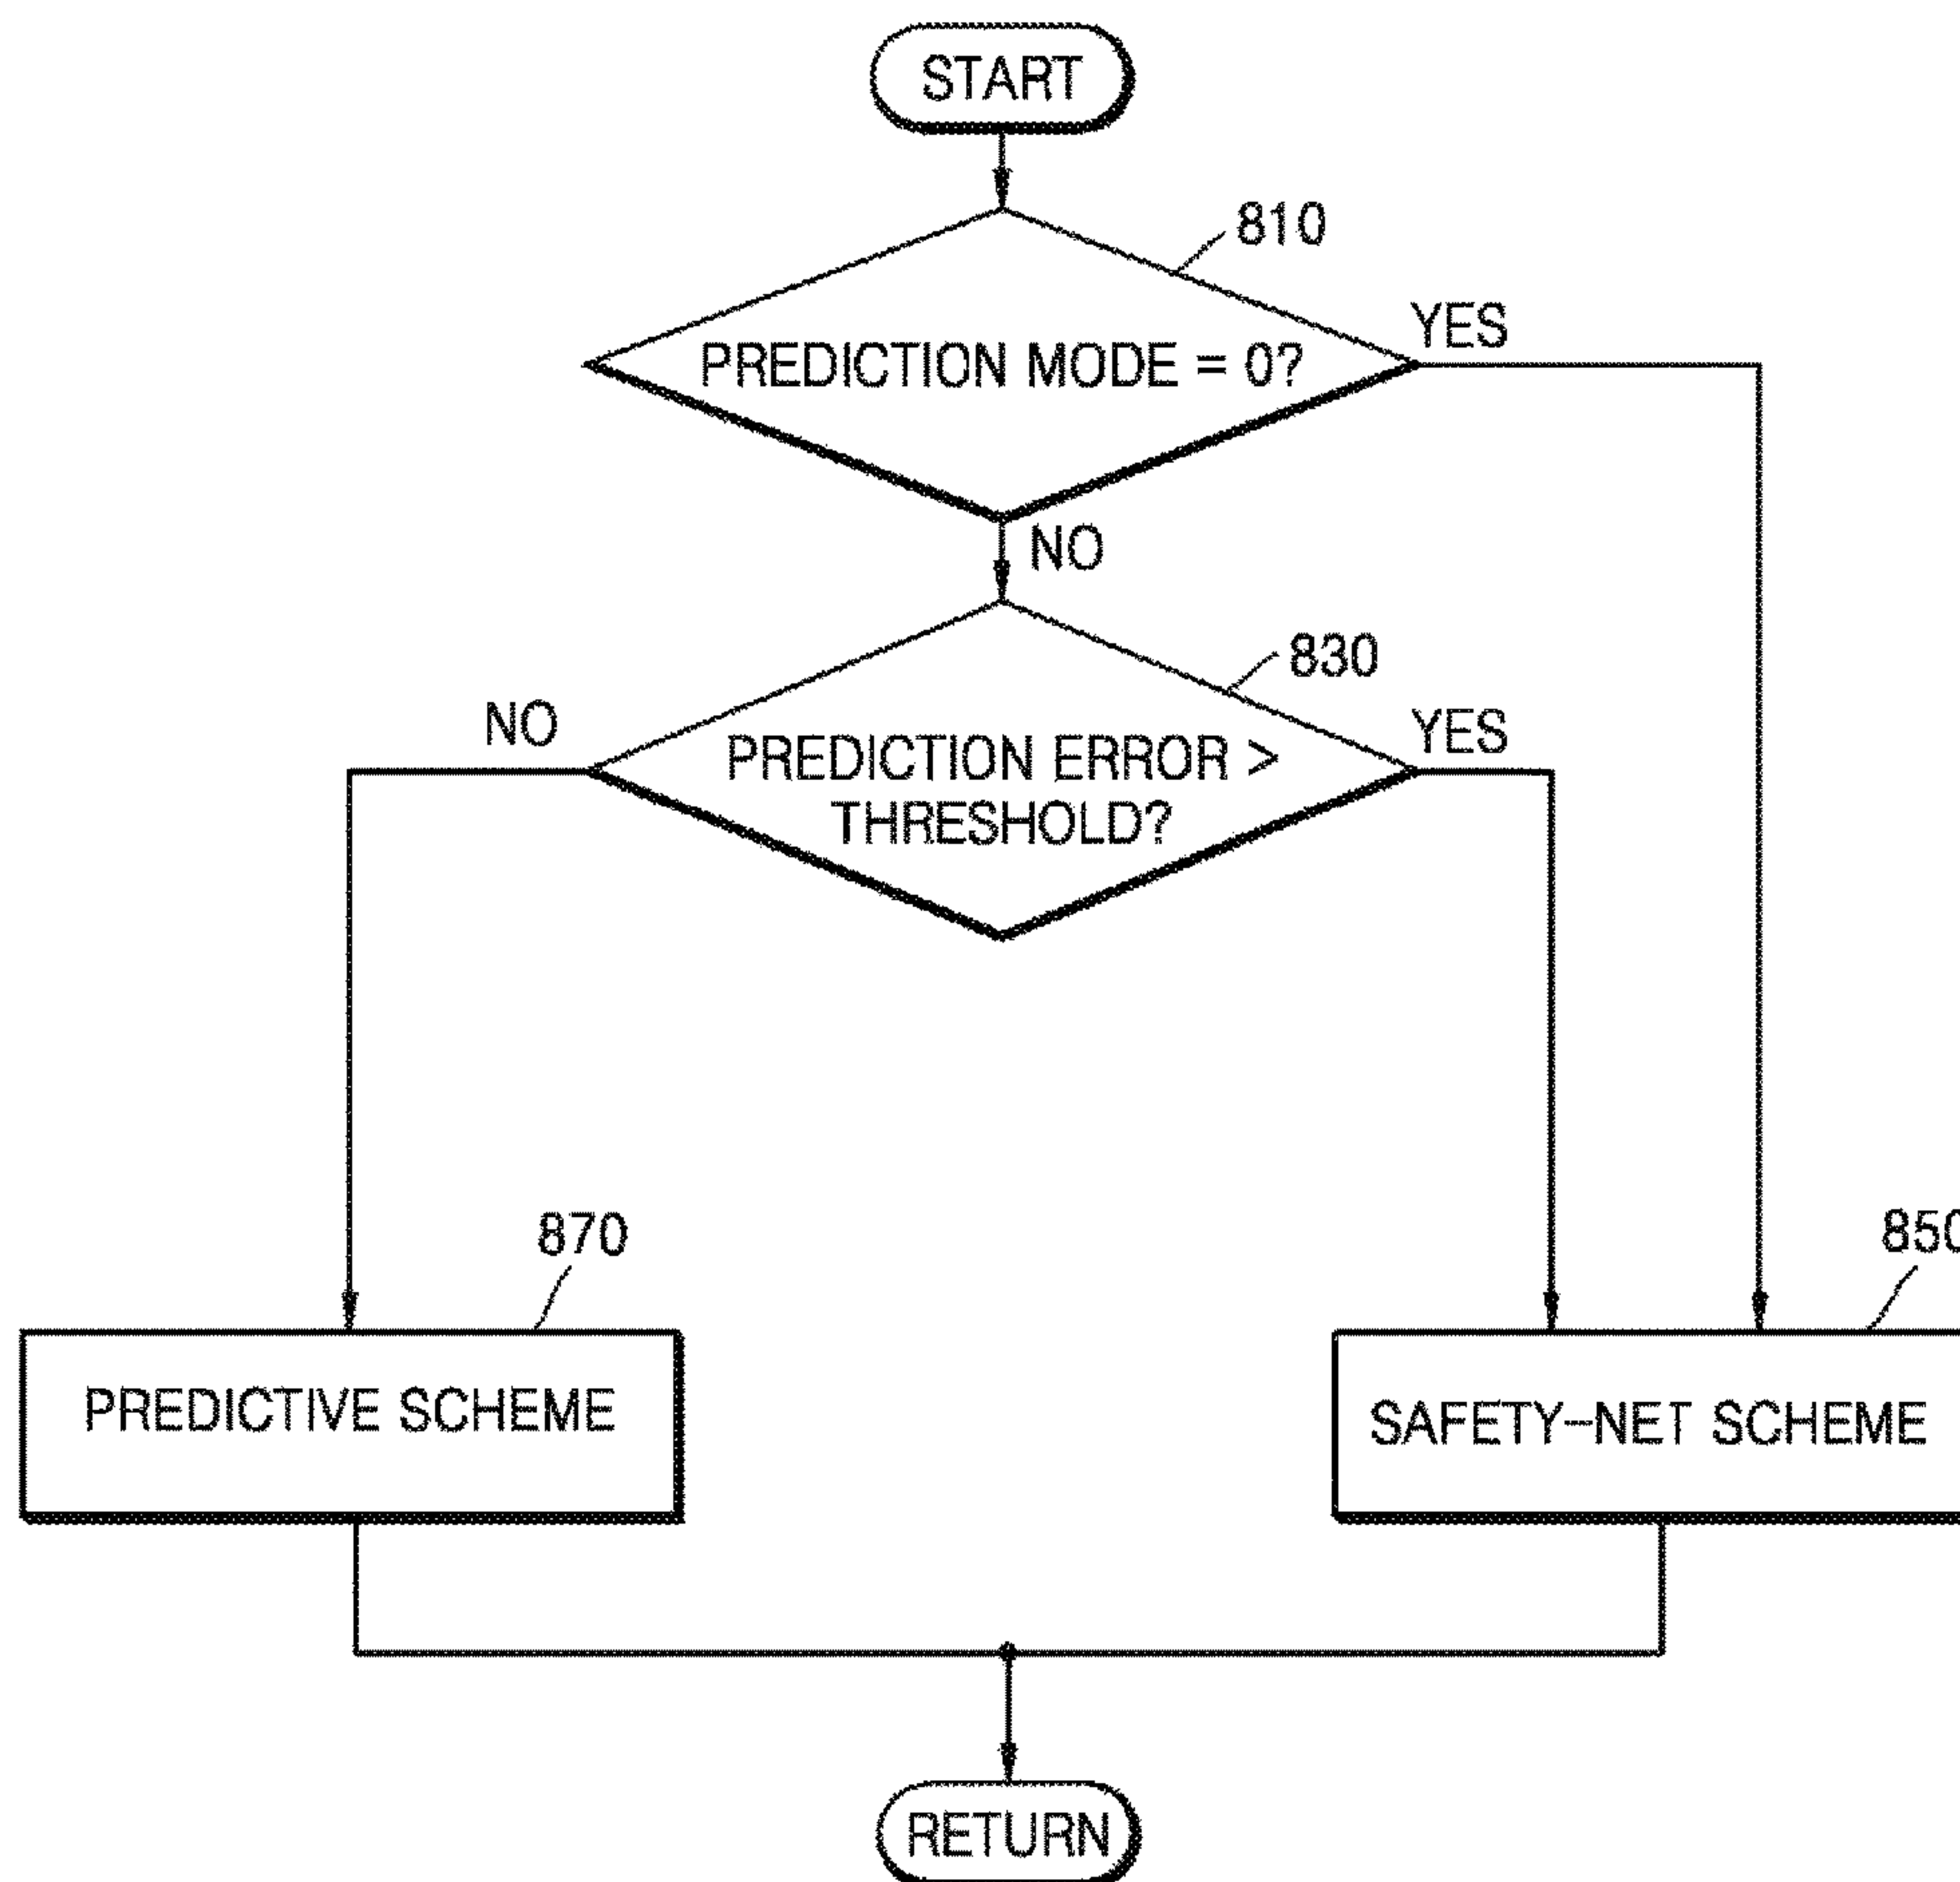 START
810
PREDICTION MODE = 0?
YES
NO
830
PREDICTION ERROR >
THRESHOLD?
NO
YES
870
850
PREDICTIVE SCHEME
SAFETY-NET SCHEME
RETURN